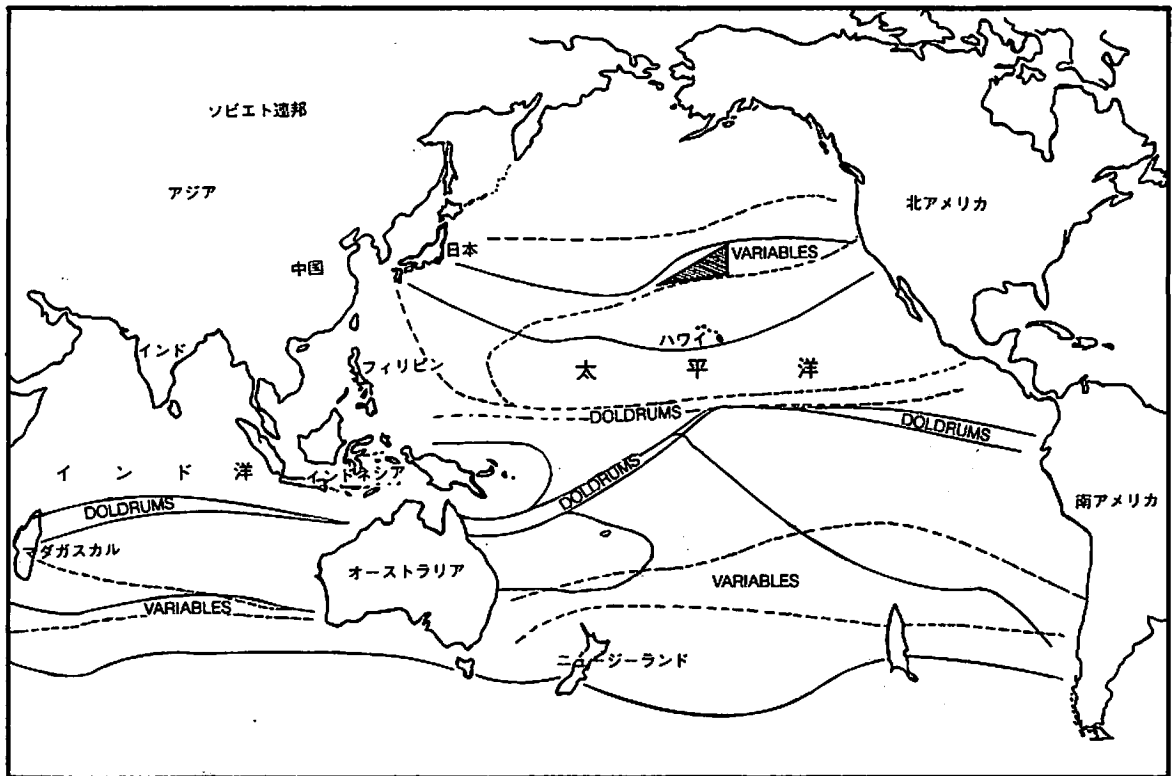 ソビエト連邦
アジア
北アメリカ
日本
VARIABLES
中国
ハワイ
インド
フィリピン
太平洋
DOLDRUMS
DOLDRUMS
インド洋
インドネシア
DOLDRUMS
DOLDRUMS
南アメリカ
マダガスカル
オーストラリア
VARIABLES
VARIABLES
ニュージーランド